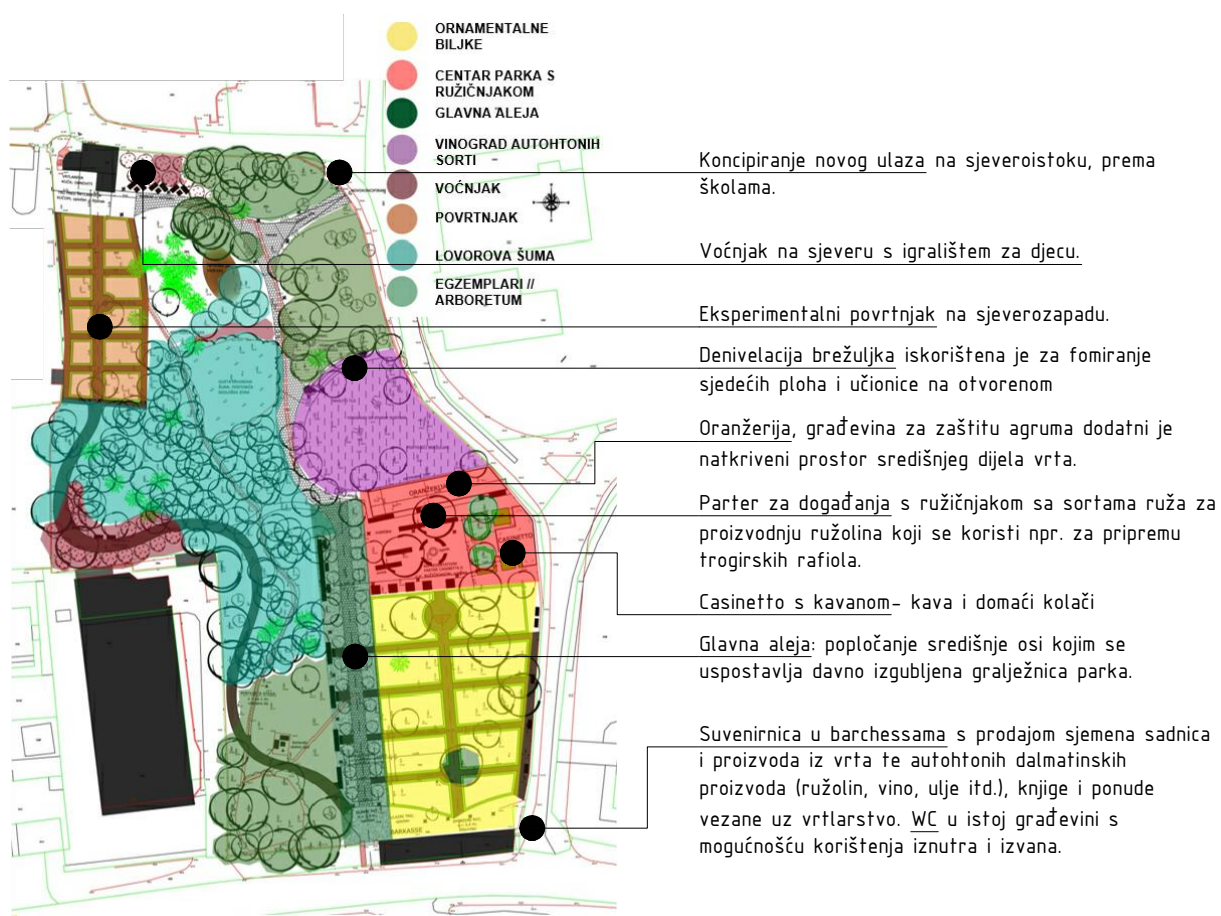 ORNAMENTALNE
BILJKE
CENTAR PARKA S
RUŽIČNJAKOM
GLAVNA ALEJA
VINOGRAD AUTOHTONIH
SORTI
VOĆNJAK
POVRTNJAK
LOVOROVA ŠUMA
EGZEMPLARI //
ARBORETUM
Koncipiranje novog ulaza na sjeveroistoku, prema
školama.
Voćnjak na sjeveru s igralištem za djecu.
Eksperimentalni povrtnjak na sjeverozapadu.
Denivelacija brežuljka iskorištena je za fomiranje
sjedećih ploha i učionice na otvorenom
Oranžerija, građevina za zaštitu agruma dodatni je
natkriveni prostor središnjeg dijela vrta.
Parter za događanja s ružičnjakom sa sortama ruža za
proizvodnju ružolina koji se koristi npr. za pripremu
trogirskih rafiola.
Casinetto s kavanom- kava i domaći kolači
Glavna aleja: popločanje središnje osi kojim se
uspostavlja davno izgubljena gralježnica parka.
Suvenirnica u barchessama s prodajom sjemena sadnica
i proizvoda iz vrta te autohtonih dalmatinskih
proizvoda (ružolin, vino, ulje itd.), knjige i ponude
vezane uz vrtlarstvo. WC u istoj građevini s
mogućnošću korištenja iznutra i izvana.
ORANŽERIJA
CASINETTO
BARKASSE